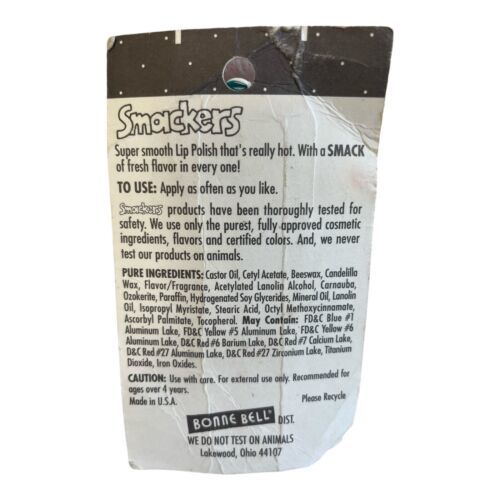 Smackers
Super smooth Lip Polish that's really hot. With a SMACK
of fresh flavor in every one!
TO USE: Apply as often as you like.
Smackers products have been thoroughly tested for
safety. We use only the purest, fully approved cosmetic
ingredients, flavors and certified colors. And, we never
test our products on animals.
PURE INGREDIENTS: Castor Oil, Cetyl Acetate, Beeswax, Candelilla
Wax, Flavor/Fragrance, Acetylated Lanolin Alcohol, Carnauba,
Ozokerite, Paraffin, Hydrogenated Soy Glycerides, Mineral Oil, Lanolin
Oil, Isopropyl Myristate, Stearic Acid, Octyl Methoxycinnamate,
Ascorbyl Palmitate, Tocopherol. May Contain: FD&C Blue #1
Aluminum Lake, FD&C Yellow #5 Aluminum Lake, FD&C Yellow #6
Aluminum Lake, D&C Red #6 Barium Lake, D&C Red #7 Calcium Lake,
D&C Red #27 Aluminum Lake, D&C Red #27 Zirconium Lake, Titanium
Dioxide, Iron Oxides.
CAUTION: Use with care. For external use only. Recommended for
ages over 4 years.
Made in U.S.A. Please Recycle
BONNE BELL® DIST.
WE DO NOT TEST ON ANIMALS
Lakewood, Ohio 44107